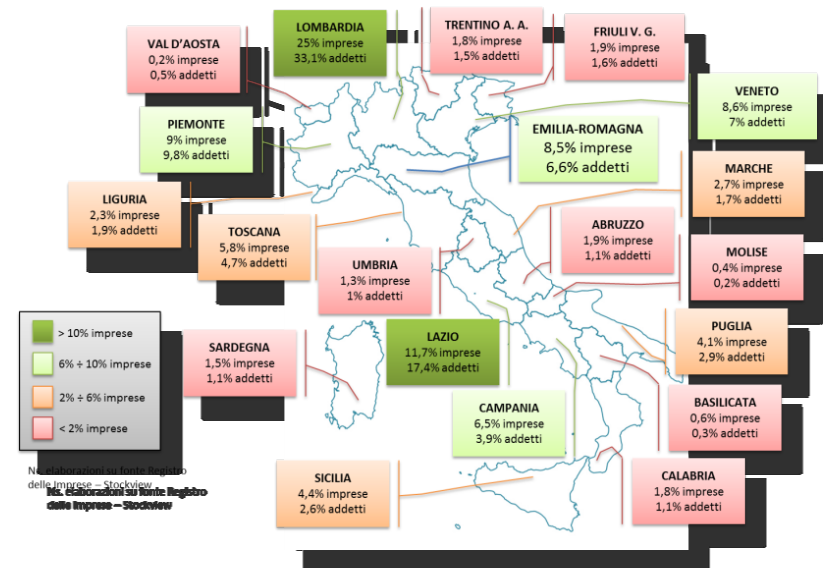 LOMBARDIA
25% imprese
33,1% addetti
TRENTINO A. A.
1,8% imprese
1,5% addetti
FRIULI V. G.
1,9% imprese
1,6% addetti
VAL D'AOSTA
0,2% imprese
0,5% addetti
VENETO
8,6% imprese
7% addetti
PIEMONTE
9% imprese
9,8% addetti
EMILIA-ROMAGNA
8,5% imprese
6,6% addetti
MARCHE
2,7% imprese
1,7% addetti
LIGURIA
2,3% imprese
1,9% addetti
TOSCANA
5,8% imprese
4,7% addetti
ABRUZZO
1,9% imprese
1,1% addetti
UMBRIA
1,3% imprese
1% addetti
MOLISE
0,4% imprese
0,2% addetti
> 10% imprese
6% ÷ 10% imprese
2% ÷ 6% imprese
< 2% imprese
SARDEGNA
1,5% imprese
1,1% addetti
LAZIO
11,7% imprese
17,4% addetti
PUGLIA
4,1% imprese
2,9% addetti
CAMPANIA
6,5% imprese
3,9% addetti
BASILICATA
0,6% imprese
0,3% addetti
SICILIA
4,4% imprese
2,6% addetti
CALABRIA
1,8% imprese
1,1% addetti
Ns. elaborazioni su fonte Registro
delle Imprese – Stockview
Ns. elaborazioni su fonte Registro
delle Imprese – Stockview